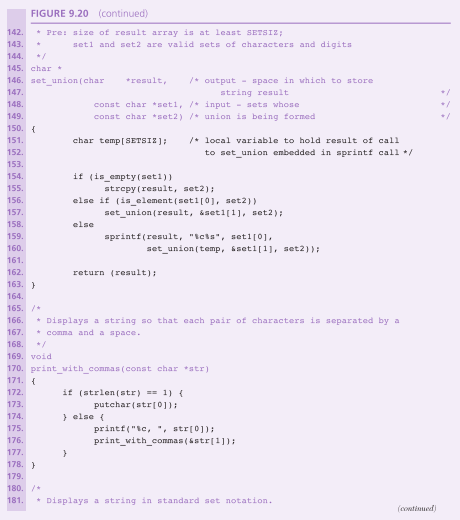 FIGURE 9.20 (continued)
142. * Pre: size of result array is at least SETSIZ;
143. *      set1 and set2 are valid sets of characters and digits
144. */
145. char *
146. set_union(char    *result,    /* output - space in which to store
147.                                     string result             */
148.             const char *set1, /* input - sets whose           */
149.             const char *set2) /* union is being formed        */
150. {
151.         char temp[SETSIZ];    /* local variable to hold result of call
152.                                  to set_union embedded in sprintf call */
153.
154.         if (is_empty(set1))
155.               strcpy(result, set2);
156.         else if (is_element(set1[0], set2))
157.               set_union(result, &set1[1], set2);
158.         else
159.               sprintf(result, "%c%s", set1[0],
160.                       set_union(temp, &set1[1], set2));
161.
162.         return (result);
163. }
164.
165. /*
166. * Displays a string so that each pair of characters is separated by a
167. * comma and a space.
168. */
169. void
170. print_with_commas(const char *str)
171. {
172.       if (strlen(str) == 1) {
173.             putchar(str[0]);
174.       } else {
175.             printf("%c, ", str[0]);
176.             print_with_commas(&str[1]);
177.       }
178. }
179.
180. /*
181. * Displays a string in standard set notation.
(continued)